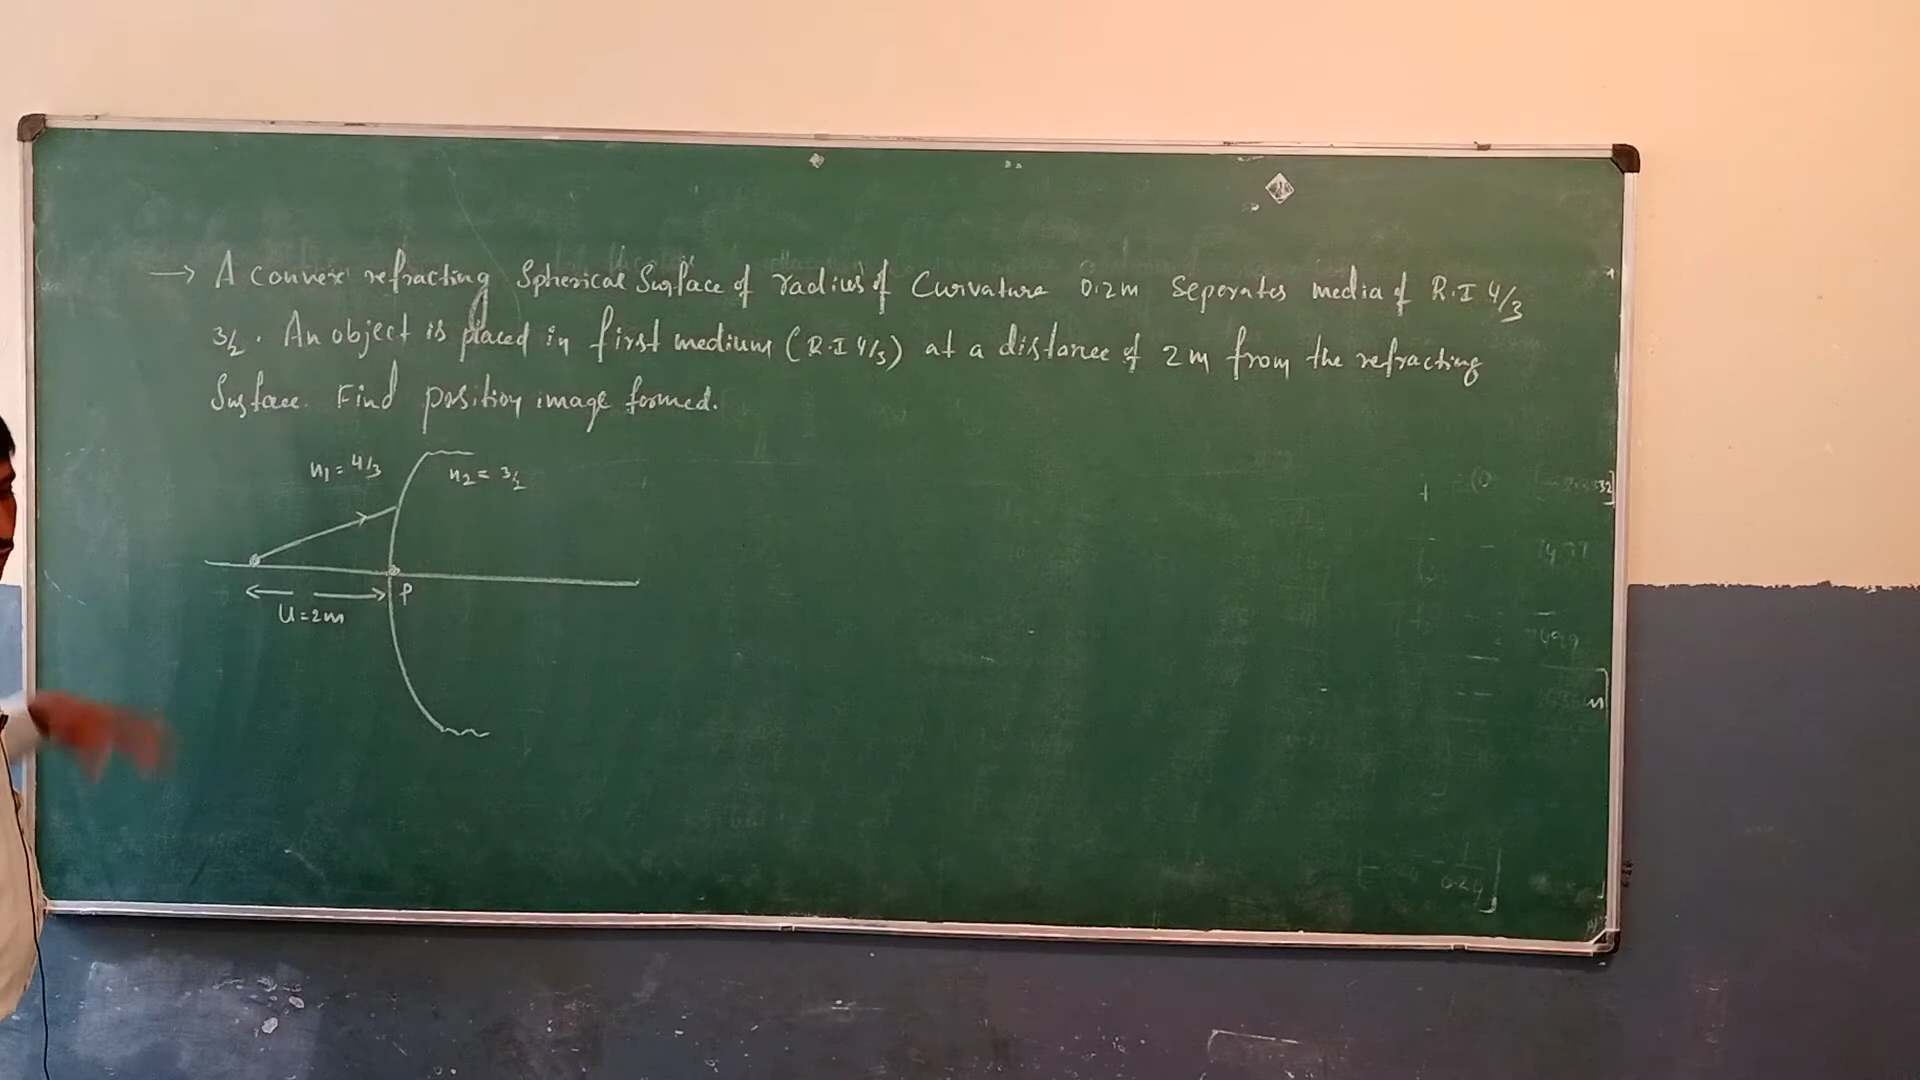 → A convex refracting Spherical Surface of radius of Curvature 0.2m Seperates media of R.I 4/3
3/2. An object is placed in first medium (R.I 4/3) at a distance of 2m from the refracting
Surface. Find position image formed.
n1 = 4/3 n2 = 3/2
P
U = 2m